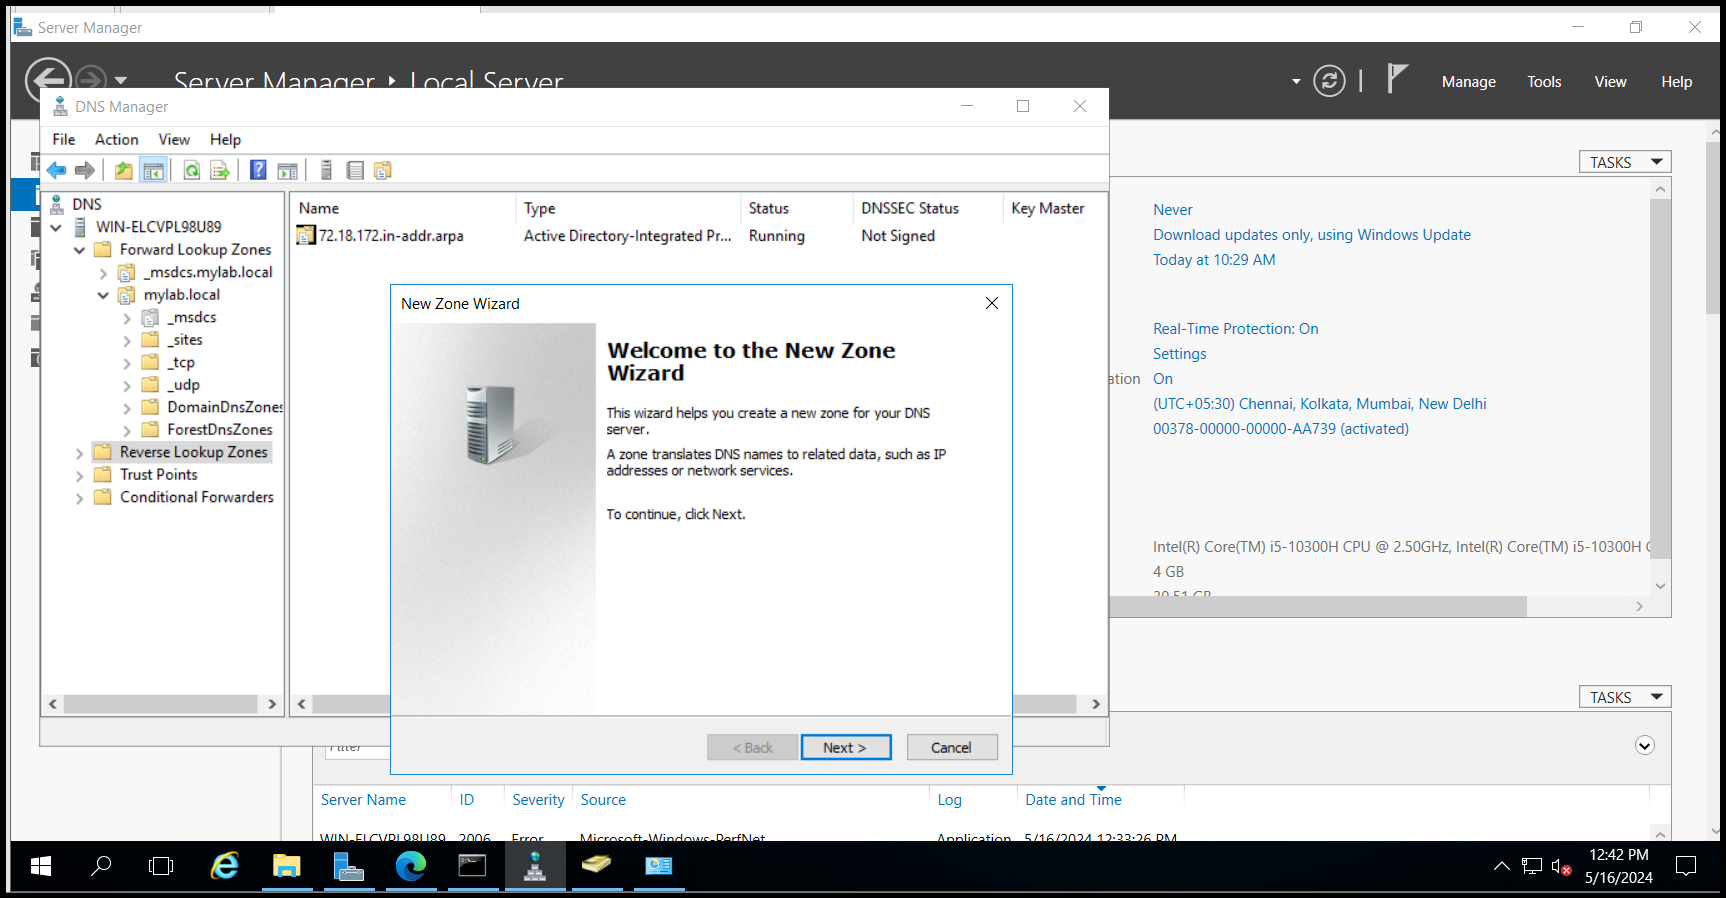 Server Manager
Server Manager ‣ Local Server
Manage Tools View Help
DNS Manager
File Action View Help
TASKS
DNS
WIN-ELCVPL98U89
Forward Lookup Zones
_msdcs.mylab.local
mylab.local
_msdcs
_sites
_tcp
_udp
DomainDnsZones
ForestDnsZones
Reverse Lookup Zones
Trust Points
Conditional Forwarders
Name Type Status DNSSEC Status Key Master
72.18.172.in-addr.arpa Active Directory-Integrated Pr... Running Not Signed
New Zone Wizard
Welcome to the New Zone
Wizard
This wizard helps you create a new zone for your DNS
server.
A zone translates DNS names to related data, such as IP
addresses or network services.
To continue, click Next.
< Back Next > Cancel
Never
Download updates only, using Windows Update
Today at 10:29 AM
Real-Time Protection: On
Settings
ation On
(UTC+05:30) Chennai, Kolkata, Mumbai, New Delhi
00378-00000-00000-AA739 (activated)
Intel(R) Core(TM) i5-10300H CPU @ 2.50GHz, Intel(R) Core(TM) i5-10300H
4 GB
TASKS
Filter
Server Name ID Severity Source Log Date and Time
WIN-ELCVPL98U89 2006 Error Microsoft-Windows-PerfNet Application 5/16/2024 12:33:26 PM
12:42 PM
5/16/2024